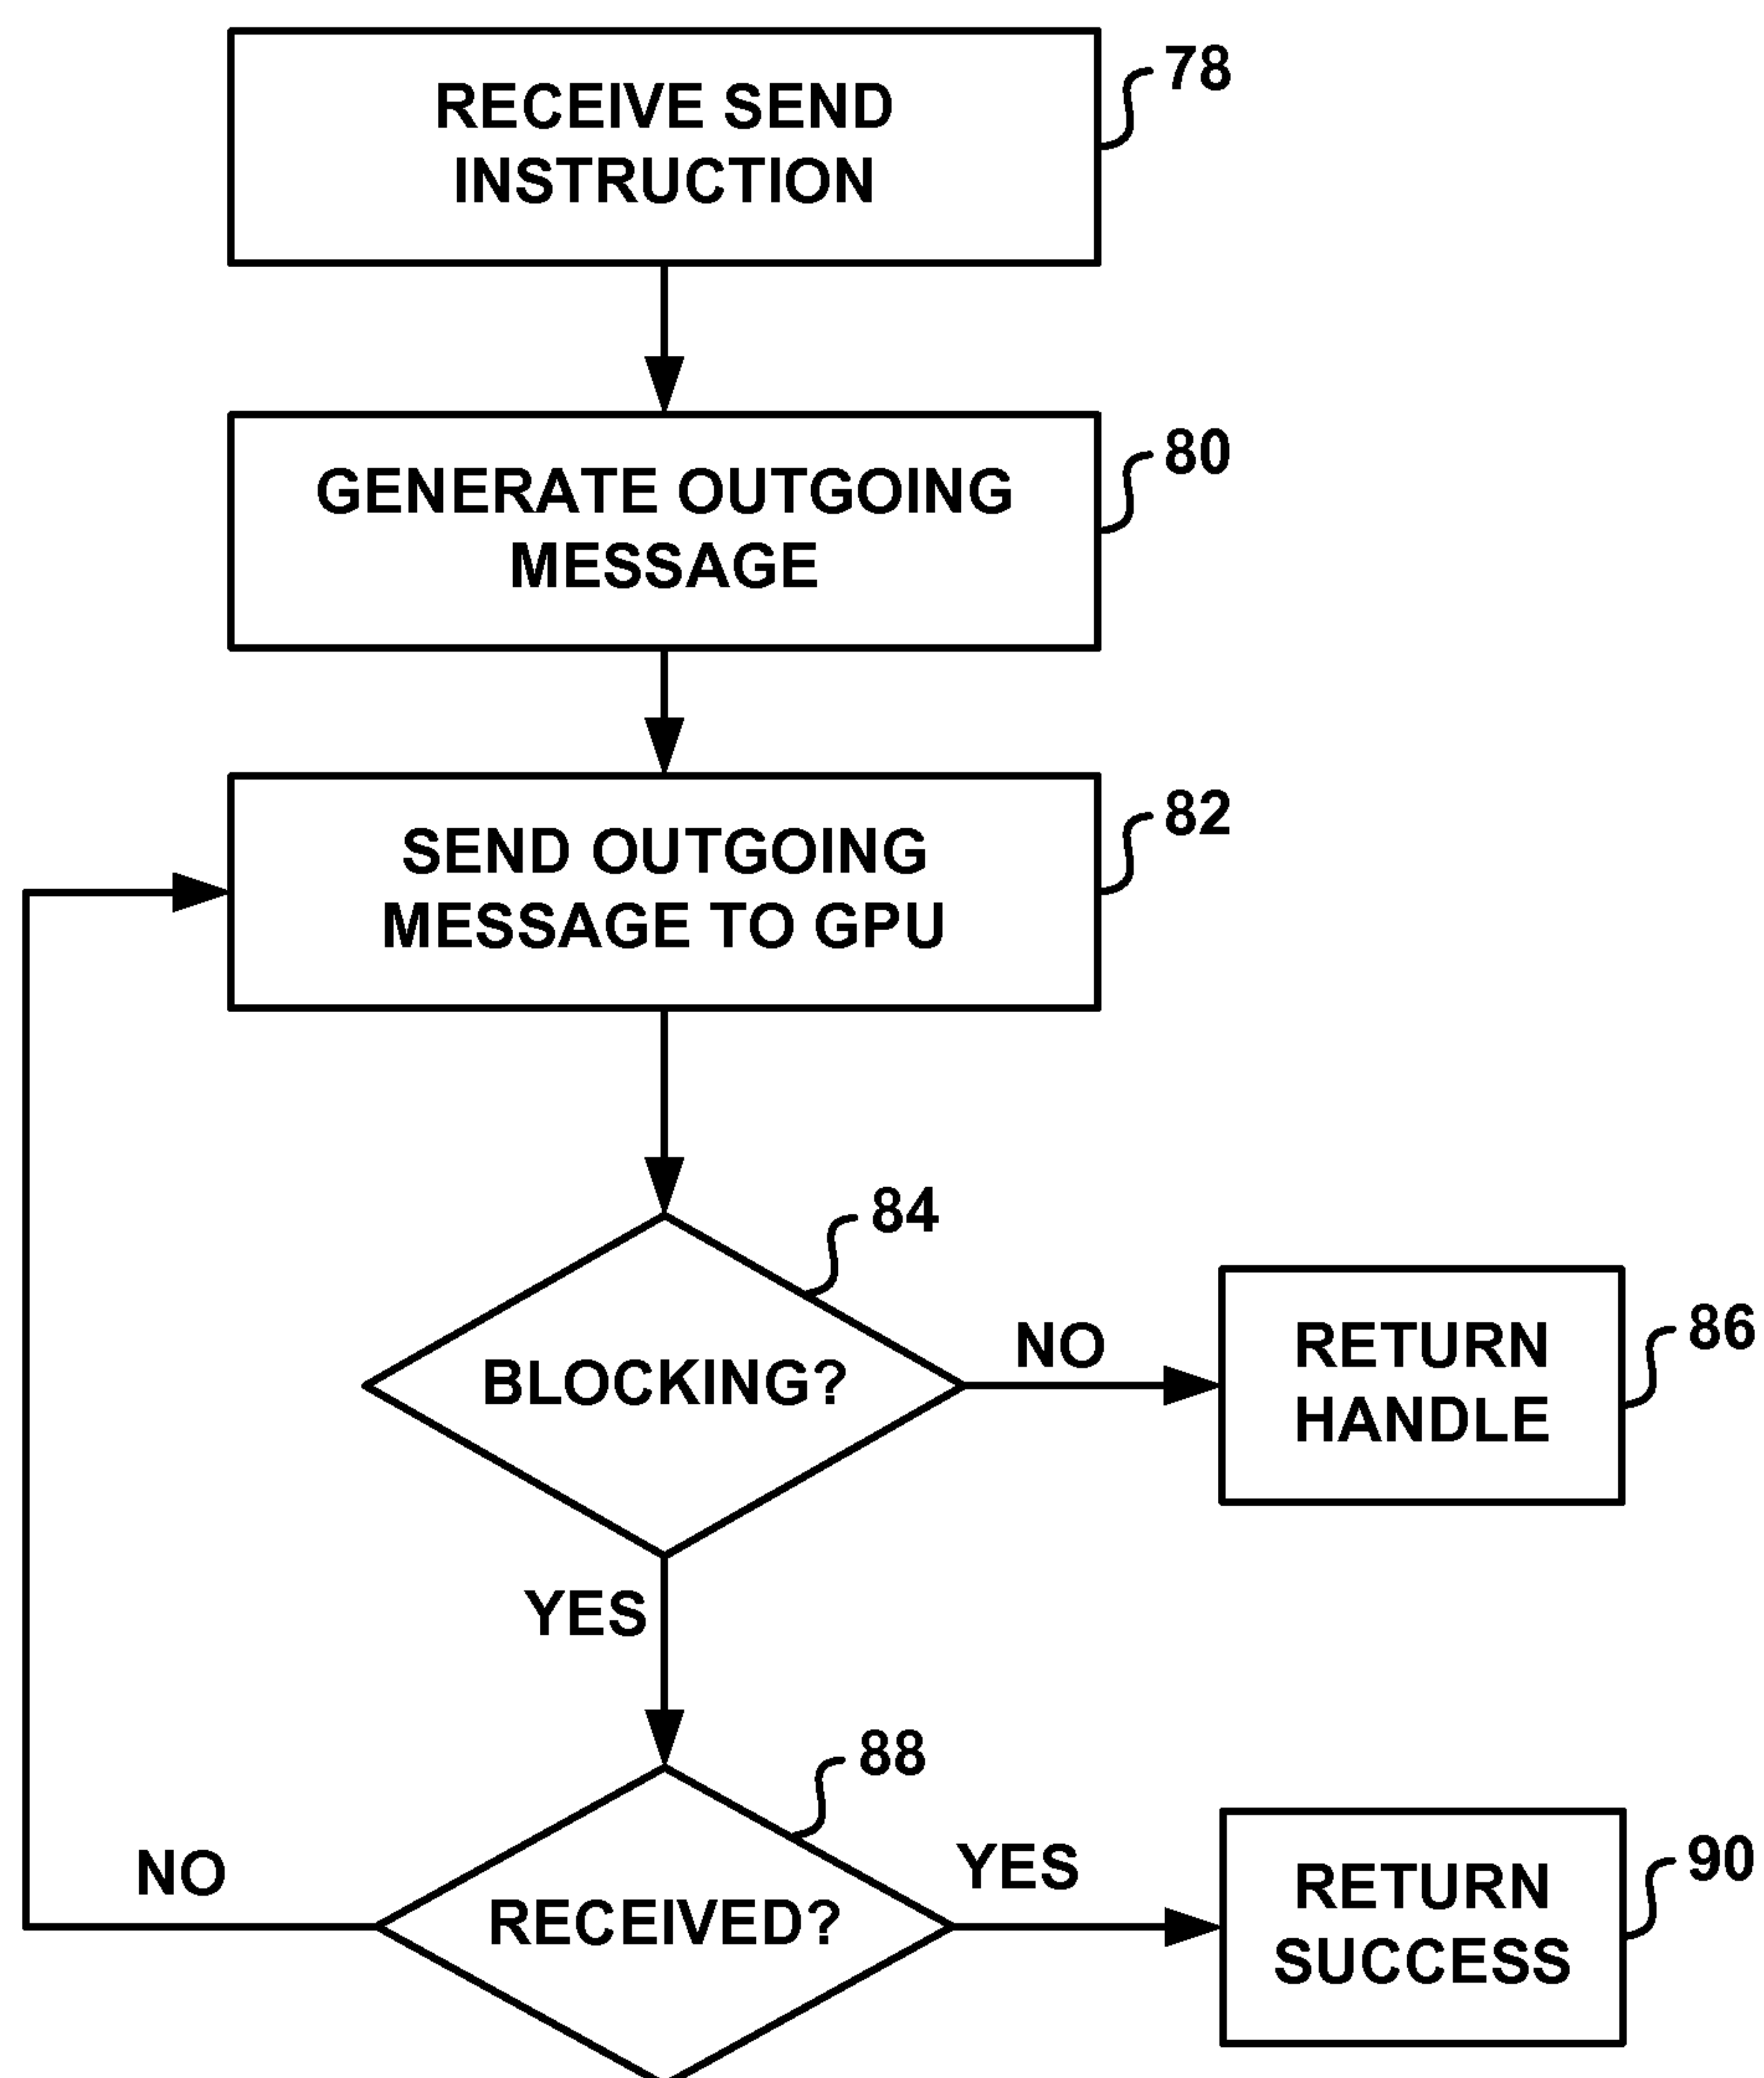 RECEIVE SEND
INSTRUCTION
78
GENERATE OUTGOING
MESSAGE
80
SEND OUTGOING
MESSAGE TO GPU
82
84
BLOCKING?
NO
RETURN
HANDLE
86
YES
88
NO
RECEIVED?
YES
RETURN
SUCCESS
90